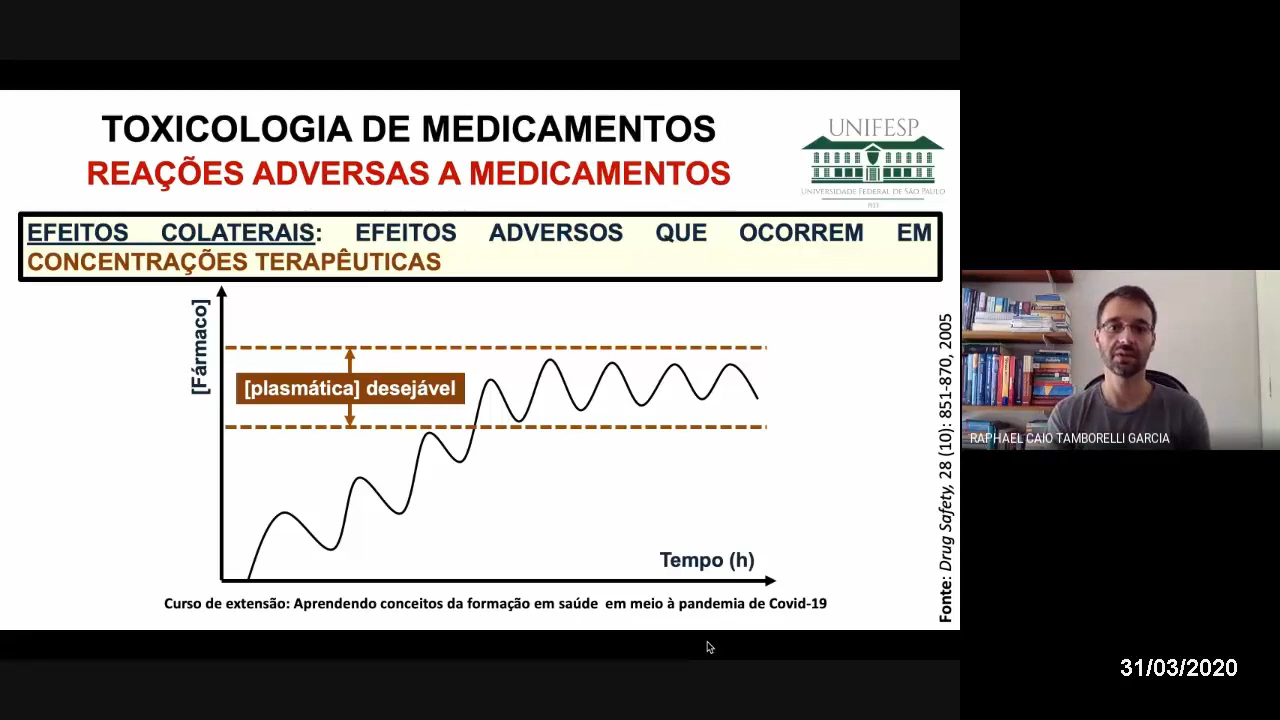 TOXICOLOGIA DE MEDICAMENTOS
REAÇÕES ADVERSAS A MEDICAMENTOS
UNIFESP
UNIVERSIDADE FEDERAL DE SÃO PAULO
1933
EFEITOS COLATERAIS: EFEITOS ADVERSOS QUE OCORREM EM
CONCENTRAÇÕES TERAPÊUTICAS
[Fármaco]
[plasmática] desejável
Tempo (h)
Curso de extensão: Aprendendo conceitos da formação em saúde em meio à pandemia de Covid-19
Fonte: Drug Safety, 28 (10): 851-870, 2005
RAPHAEL CAIO TAMBORELLI GARCIA
31/03/2020